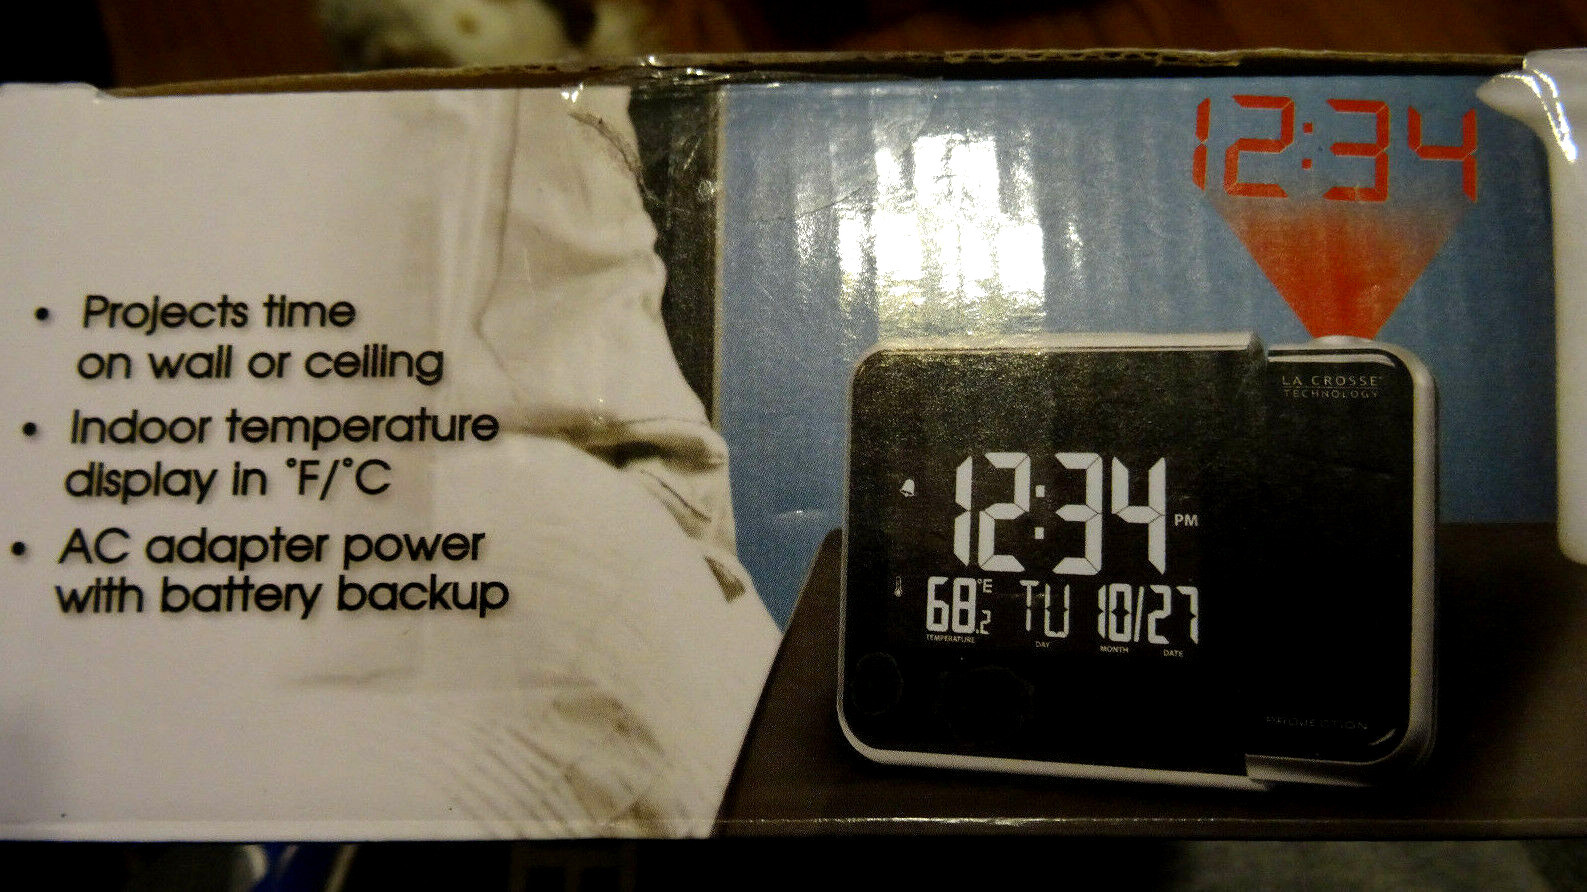 • Projects time
on wall or ceiling
• Indoor temperature
display in °F/°C
• AC adapter power
with battery backup
12:34
LA CROSSE
TECHNOLOGY
12:34 PM
68.2 °F TU 10/27
TEMPERATURE DAY MONTH DATE
PROJECTION